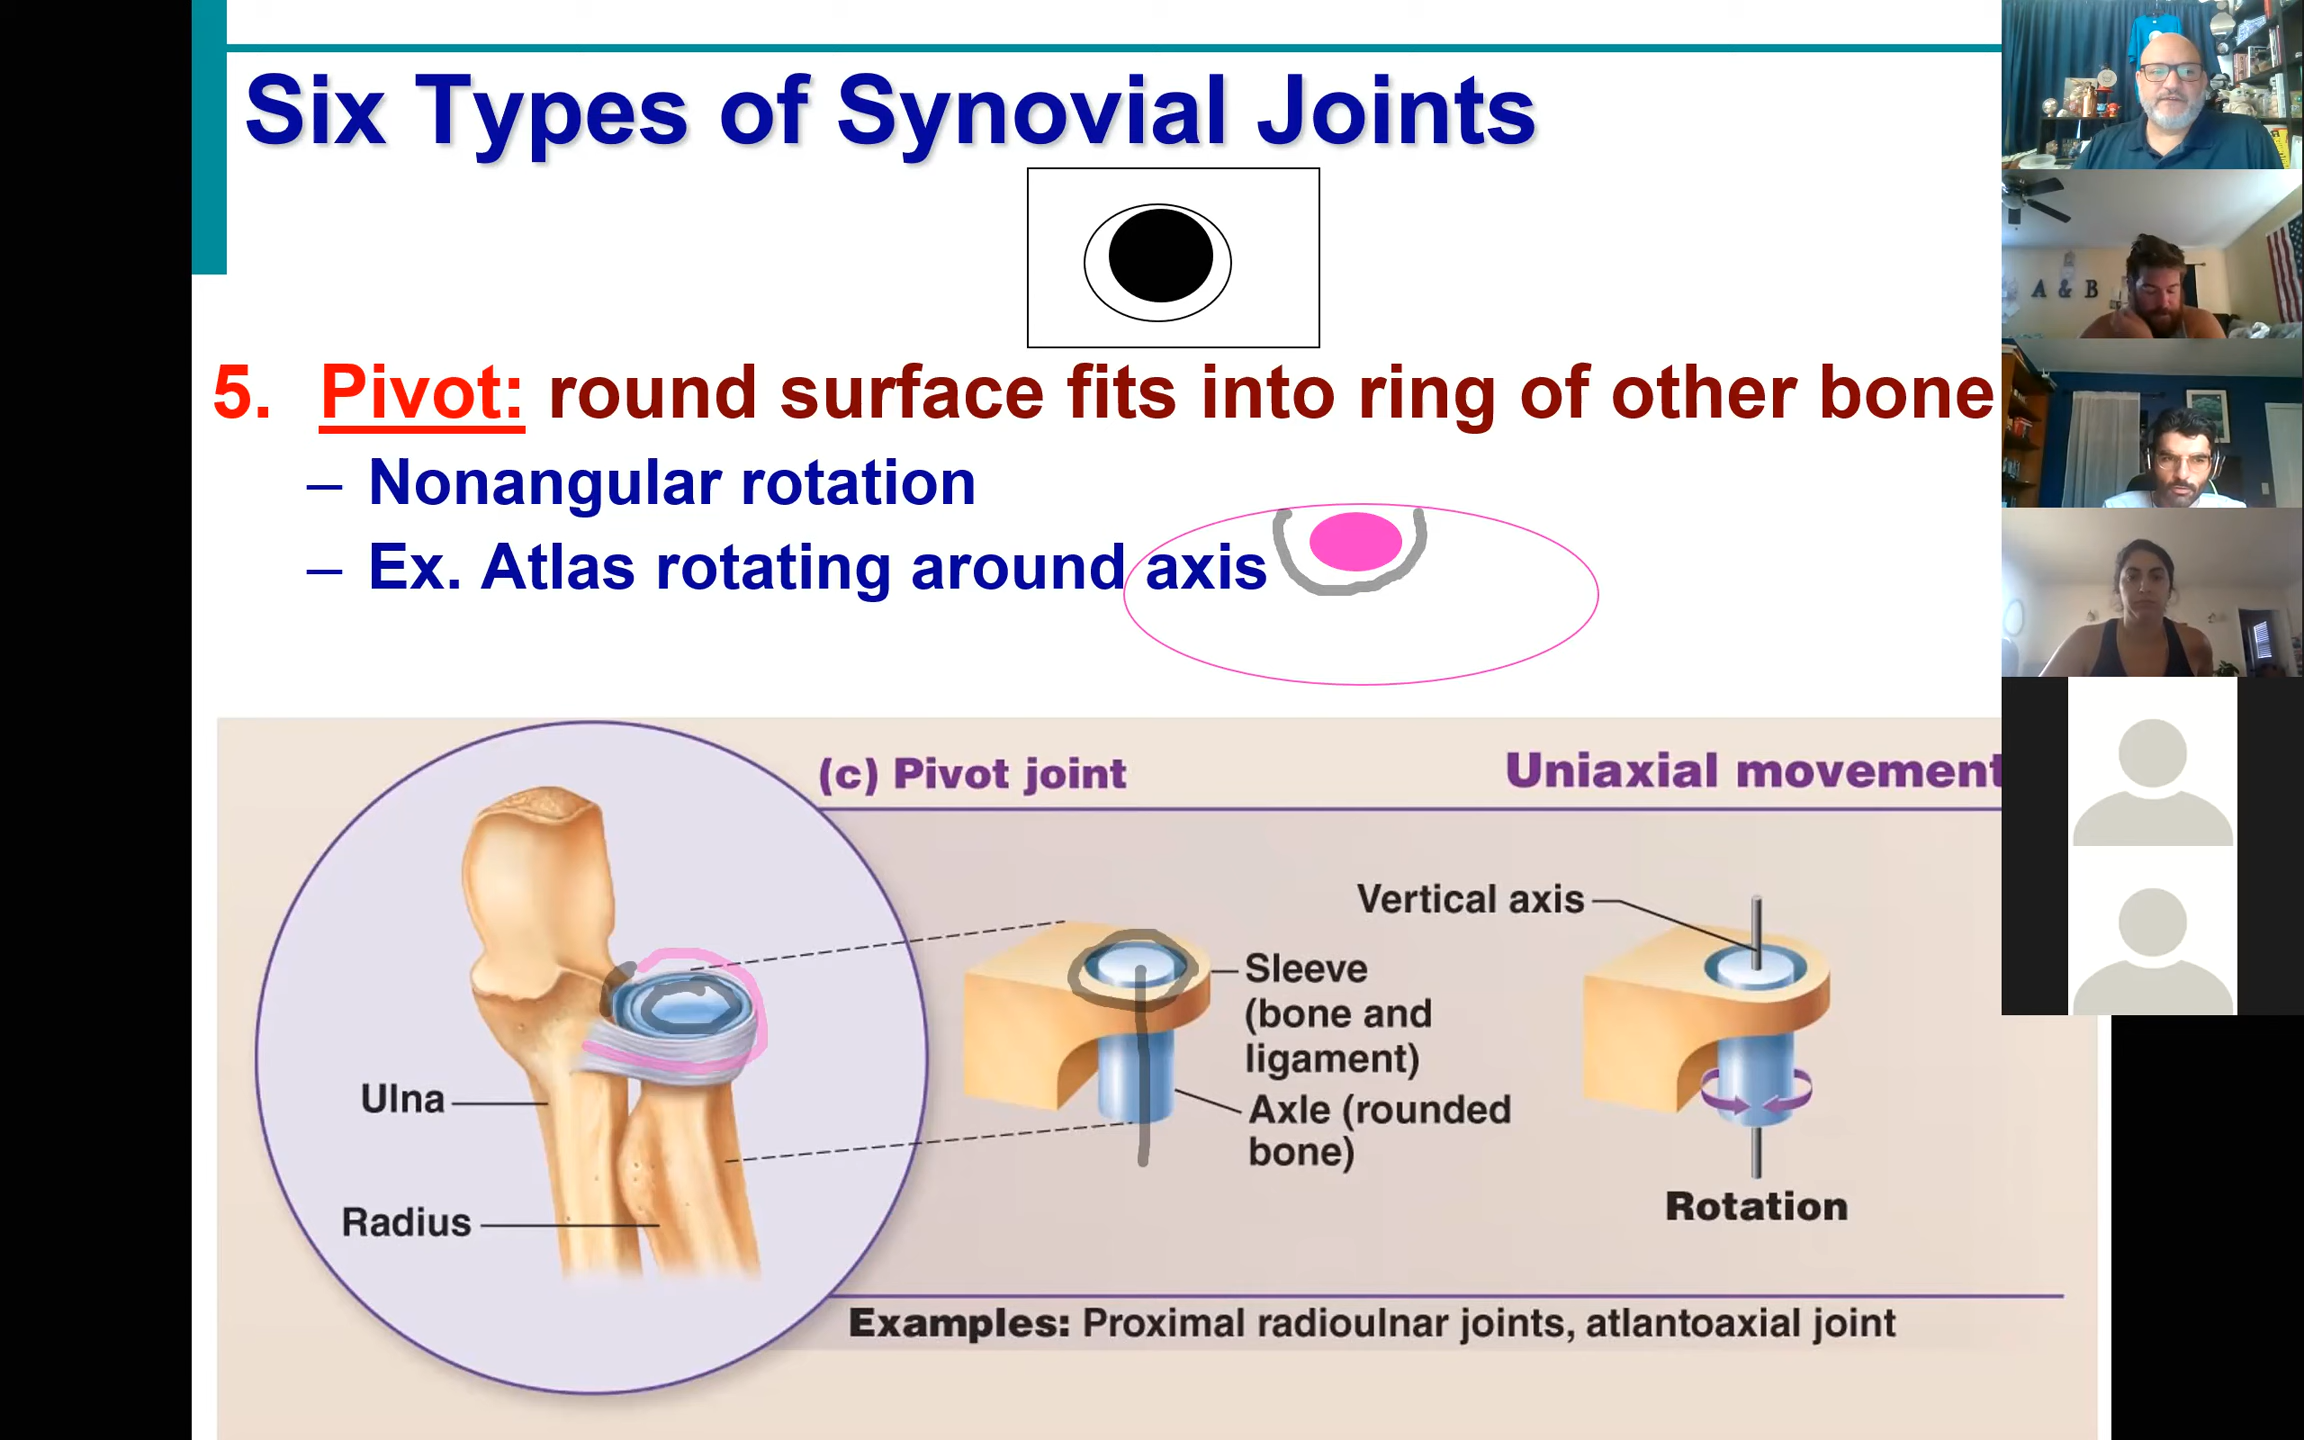 Six Types of Synovial Joints
5. Pivot: round surface fits into ring of other bone
– Nonangular rotation
– Ex. Atlas rotating around axis
(c) Pivot joint
Uniaxial movement
Vertical axis
Sleeve
(bone and
ligament)
Axle (rounded
bone)
Ulna
Radius
Rotation
Examples: Proximal radioulnar joints, atlantoaxial joint
A & B